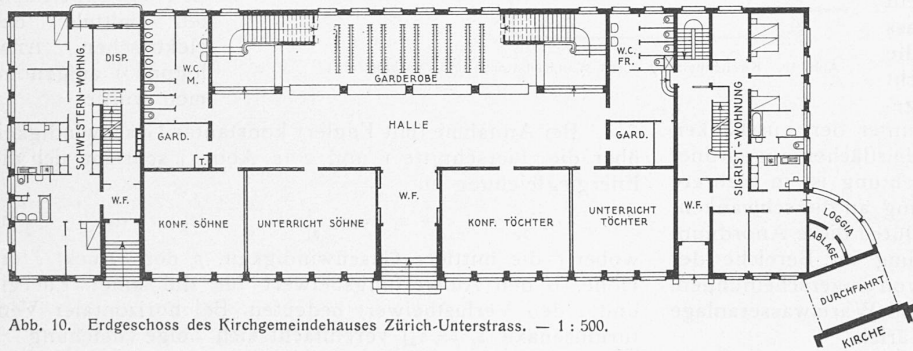 SCHWESTERN-WOHNG.
DISP.
W.C.
M.
GARD.
T.
W.F.
GARDEROBE
HALLE
W.C.
FR.
GARD.
SIGRIST-WOHNUNG
W.F.
W.F.
KONF. SÖHNE
UNTERRICHT SÖHNE
KONF. TÖCHTER
UNTERRICHT
TÖCHTER
LOGGIA
ABLAGE
DURCHFAHRT
KIRCHE
Abb. 10. Erdgeschoss des Kirchgemeindehauses Zürich-Unterstrass. — 1 : 500.